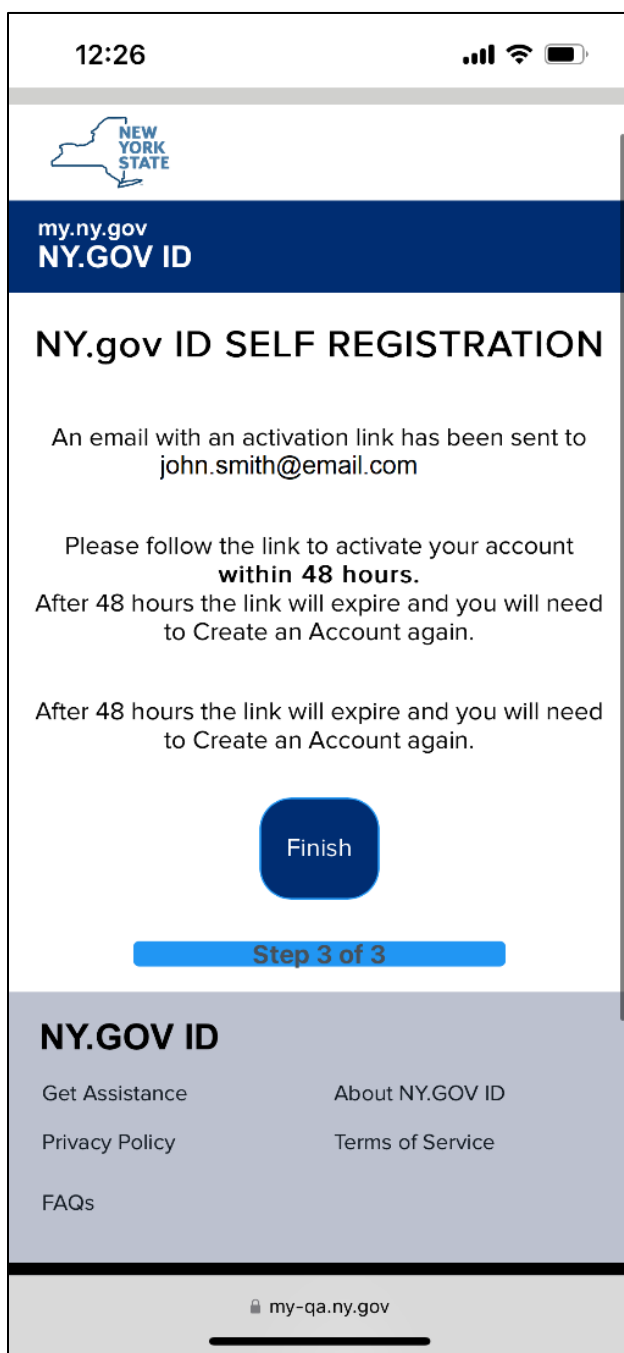 12:26
NEW
YORK
STATE
my.ny.gov
NY.GOV ID
NY.gov ID SELF REGISTRATION
An email with an activation link has been sent to
john.smith@email.com
Please follow the link to activate your account
within 48 hours.
After 48 hours the link will expire and you will need
to Create an Account again.
After 48 hours the link will expire and you will need
to Create an Account again.
Finish
Step 3 of 3
NY.GOV ID
Get Assistance About NY.GOV ID
Privacy Policy Terms of Service
FAQs
my-qa.ny.gov